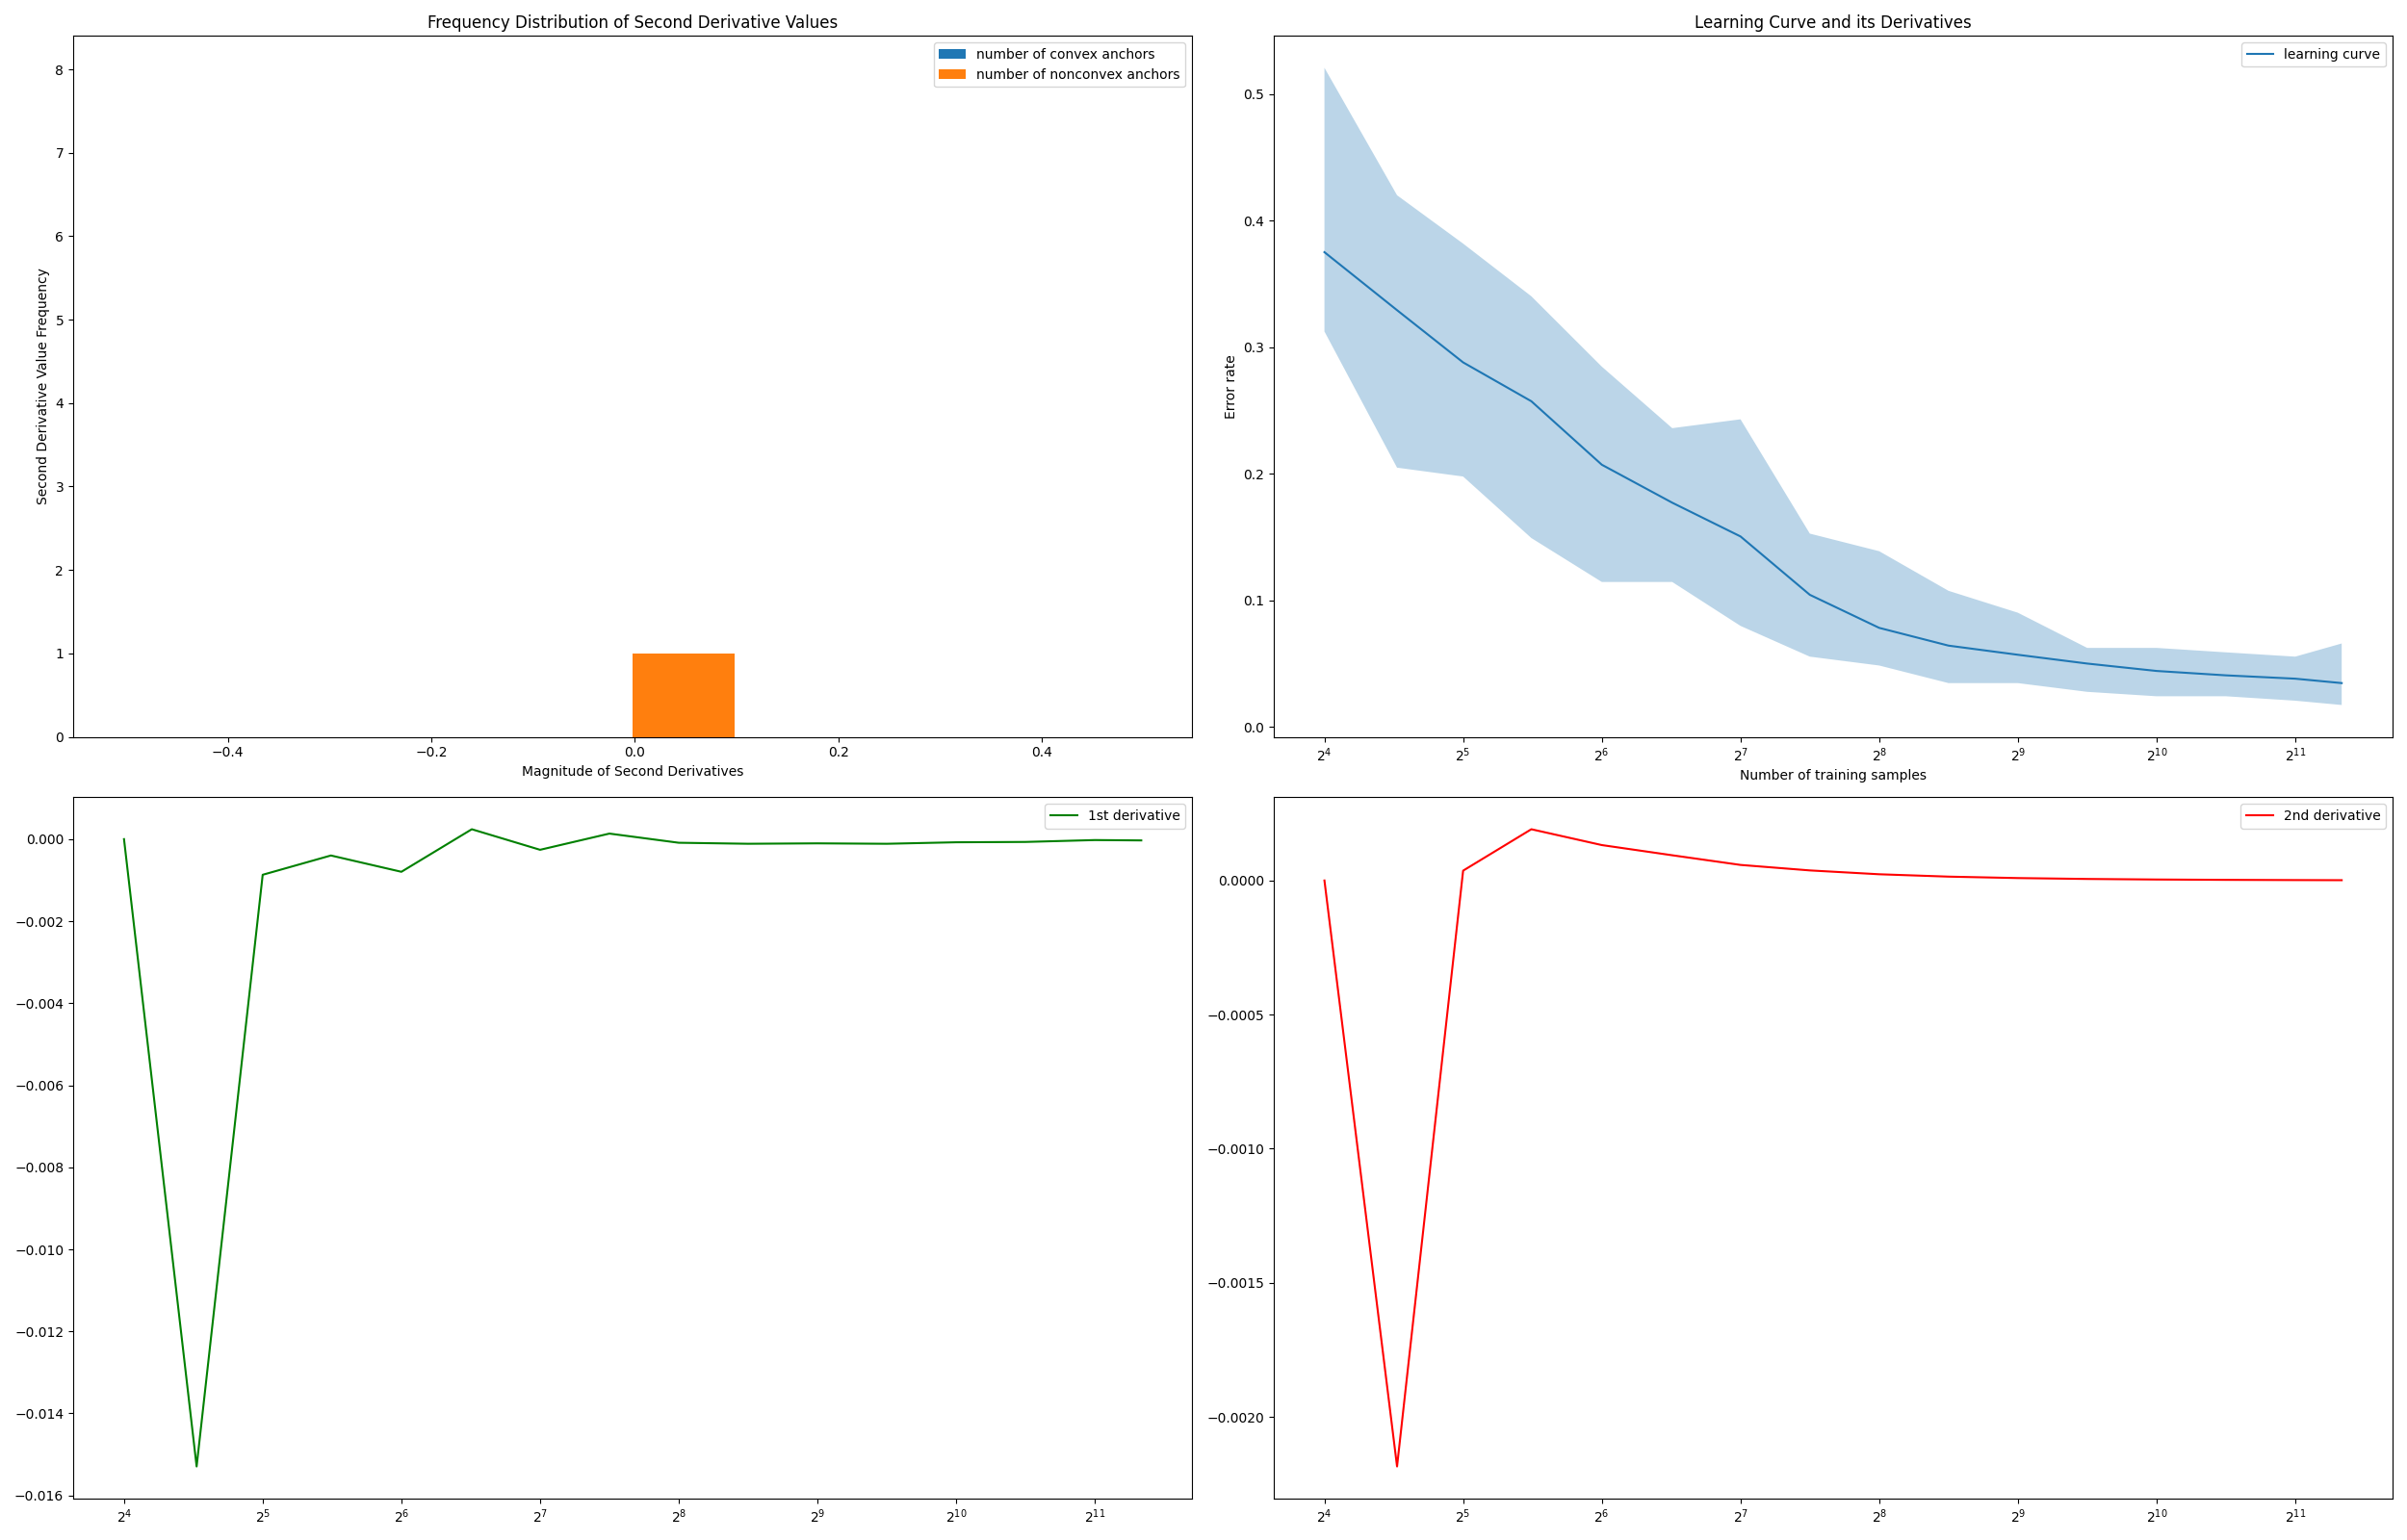 Frequency Distribution of Second Derivative Values
number of convex anchors
number of nonconvex anchors
8
7
6
5
4
3
2
1
0
Second Derivative Value Frequency
−0.4 −0.2 0.0 0.2 0.4
Magnitude of Second Derivatives
Learning Curve and its Derivatives
learning curve
0.5
0.4
0.3
0.2
0.1
0.0
Error rate
2⁴ 2⁵ 2⁶ 2⁷ 2⁸ 2⁹ 2¹⁰ 2¹¹
Number of training samples
1st derivative
0.000
−0.002
−0.004
−0.006
−0.008
−0.010
−0.012
−0.014
−0.016
2⁴ 2⁵ 2⁶ 2⁷ 2⁸ 2⁹ 2¹⁰ 2¹¹
2nd derivative
0.0000
−0.0005
−0.0010
−0.0015
−0.0020
2⁴ 2⁵ 2⁶ 2⁷ 2⁸ 2⁹ 2¹⁰ 2¹¹